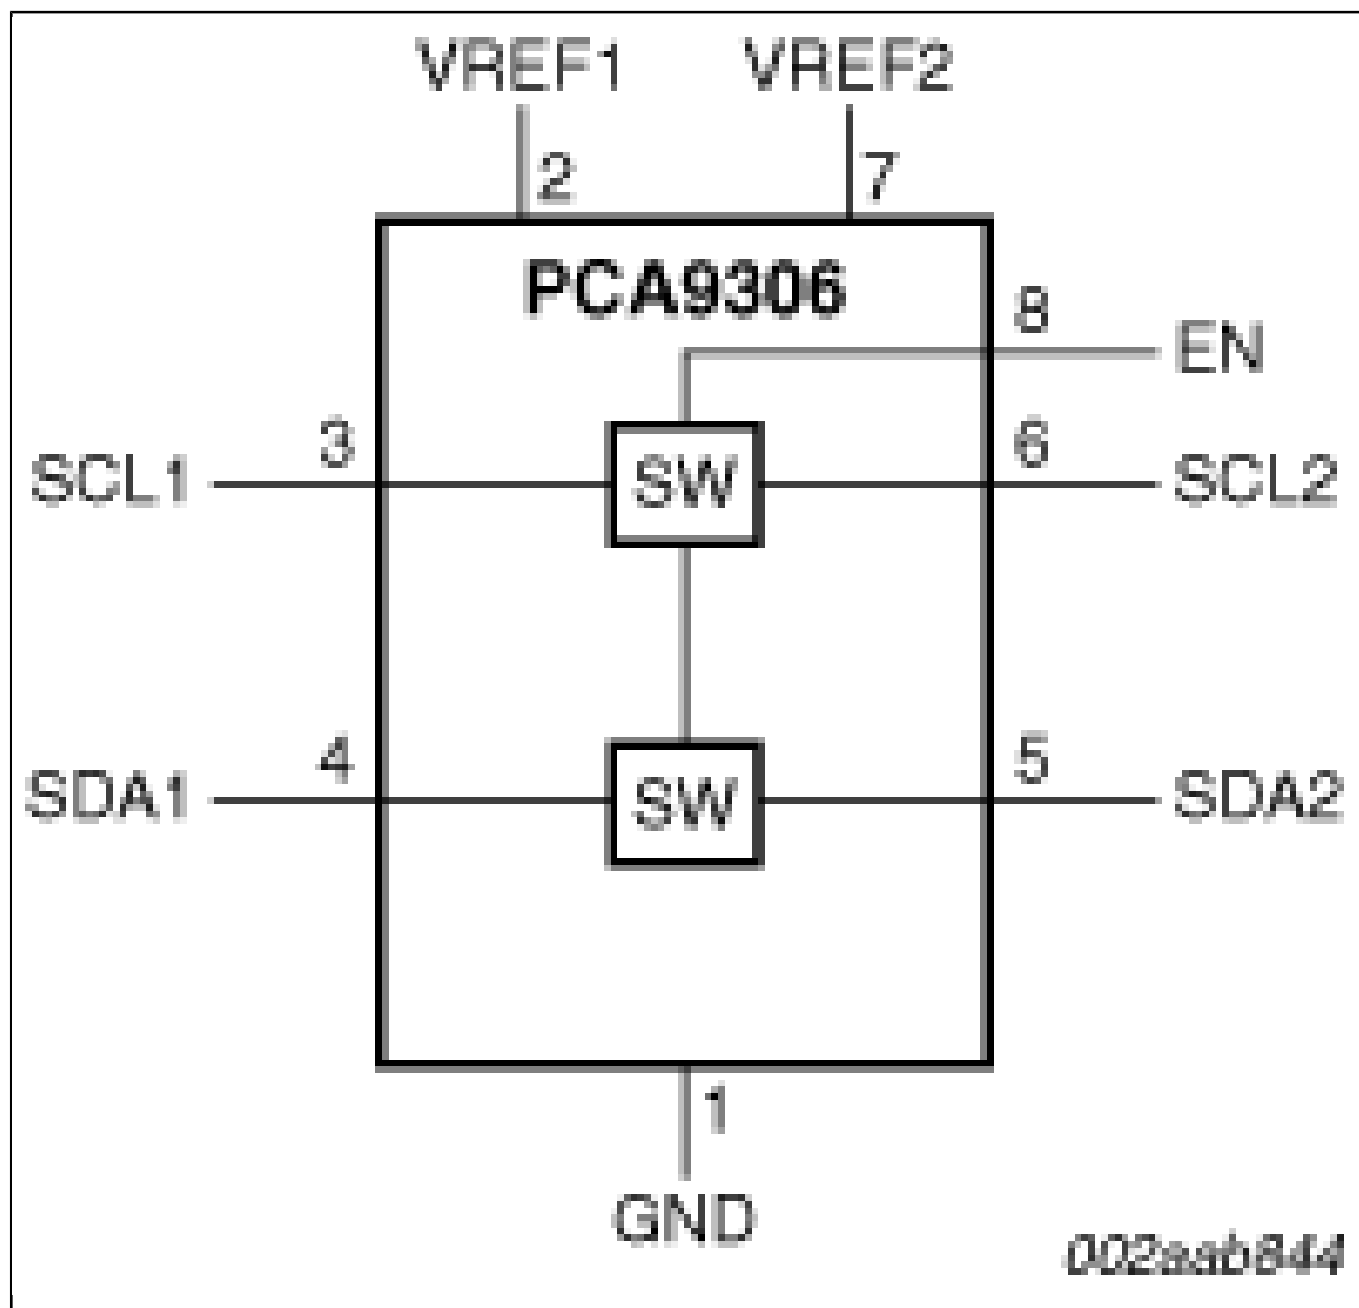 VREF1 VREF2
2 7
PCA9306
8 EN
SCL1 3 SW 6 SCL2
SDA1 4 SW 5 SDA2
1
GND
002aab844